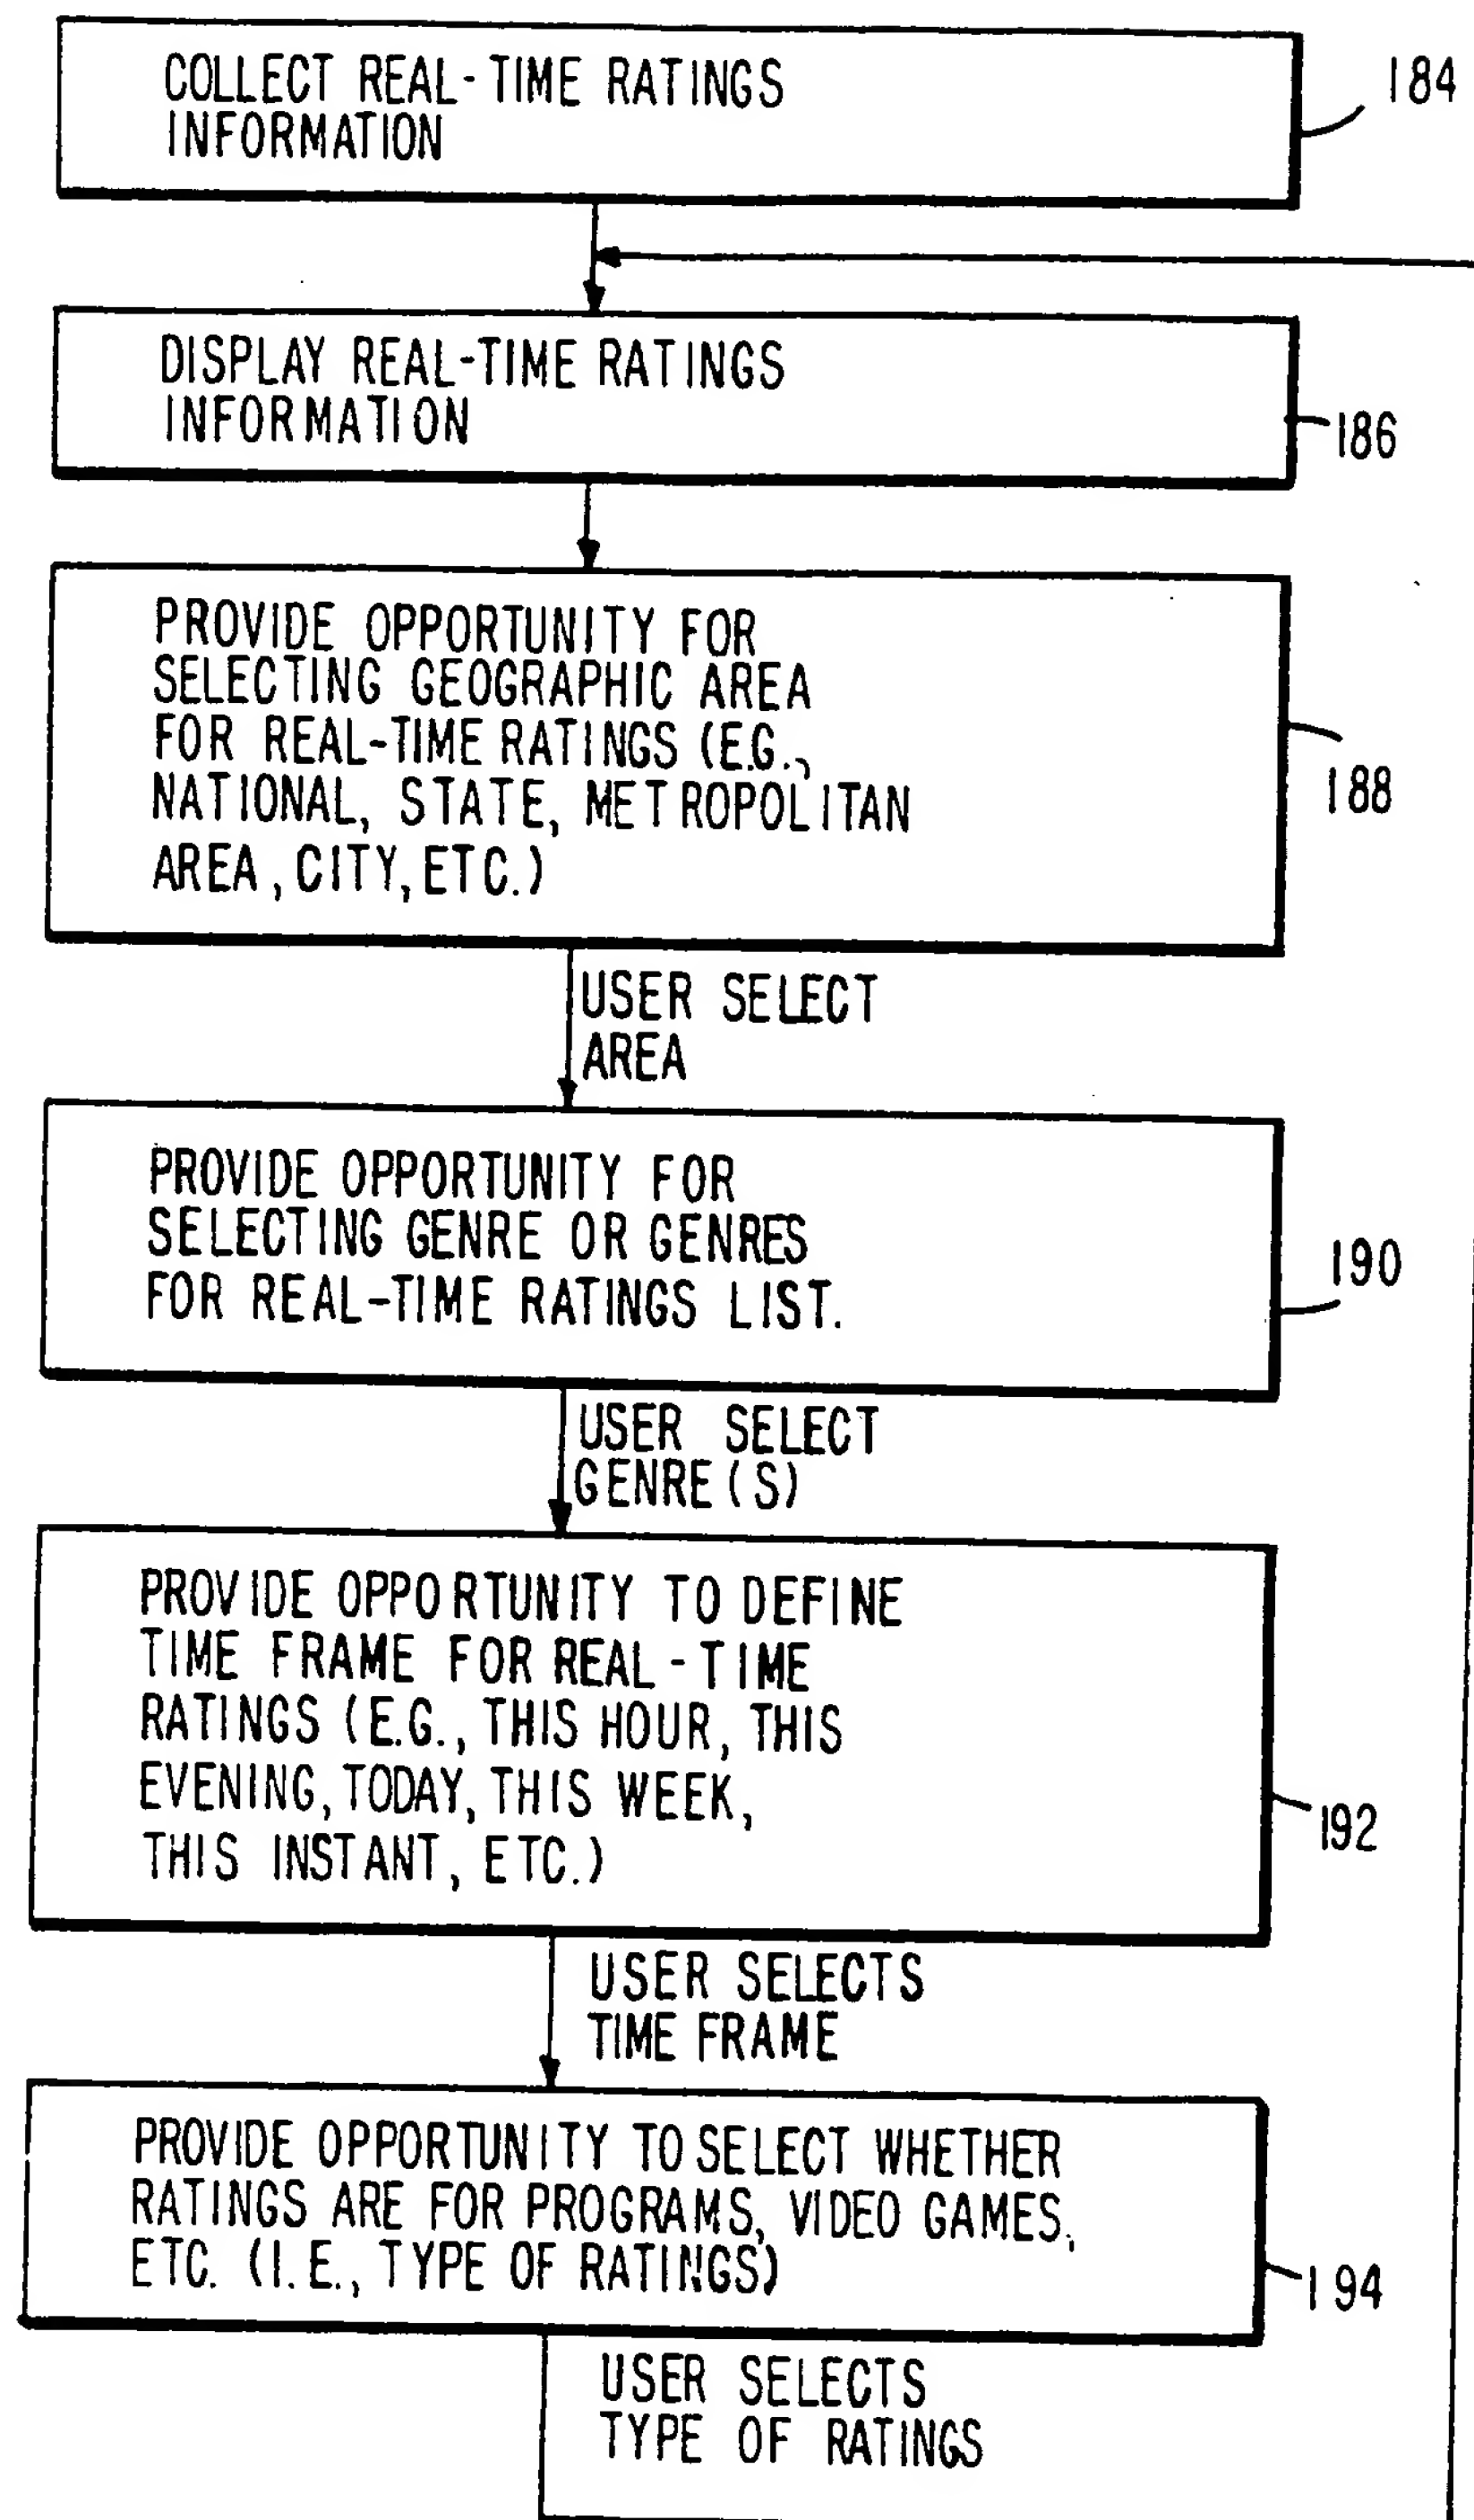 COLLECT REAL-TIME RATINGS
INFORMATION
184
DISPLAY REAL-TIME RATINGS
INFORMATION
186
PROVIDE OPPORTUNITY FOR
SELECTING GEOGRAPHIC AREA
FOR REAL-TIME RATINGS (E.G.,
NATIONAL, STATE, METROPOLITAN
AREA, CITY, ETC.)
188
USER SELECT
AREA
PROVIDE OPPORTUNITY FOR
SELECTING GENRE OR GENRES
FOR REAL-TIME RATINGS LIST.
190
USER SELECT
GENRE(S)
PROVIDE OPPORTUNITY TO DEFINE
TIME FRAME FOR REAL-TIME
RATINGS (E.G., THIS HOUR, THIS
EVENING, TODAY, THIS WEEK,
THIS INSTANT, ETC.)
192
USER SELECTS
TIME FRAME
PROVIDE OPPORTUNITY TO SELECT WHETHER
RATINGS ARE FOR PROGRAMS, VIDEO GAMES,
ETC. (I.E., TYPE OF RATINGS)
194
USER SELECTS
TYPE OF RATINGS